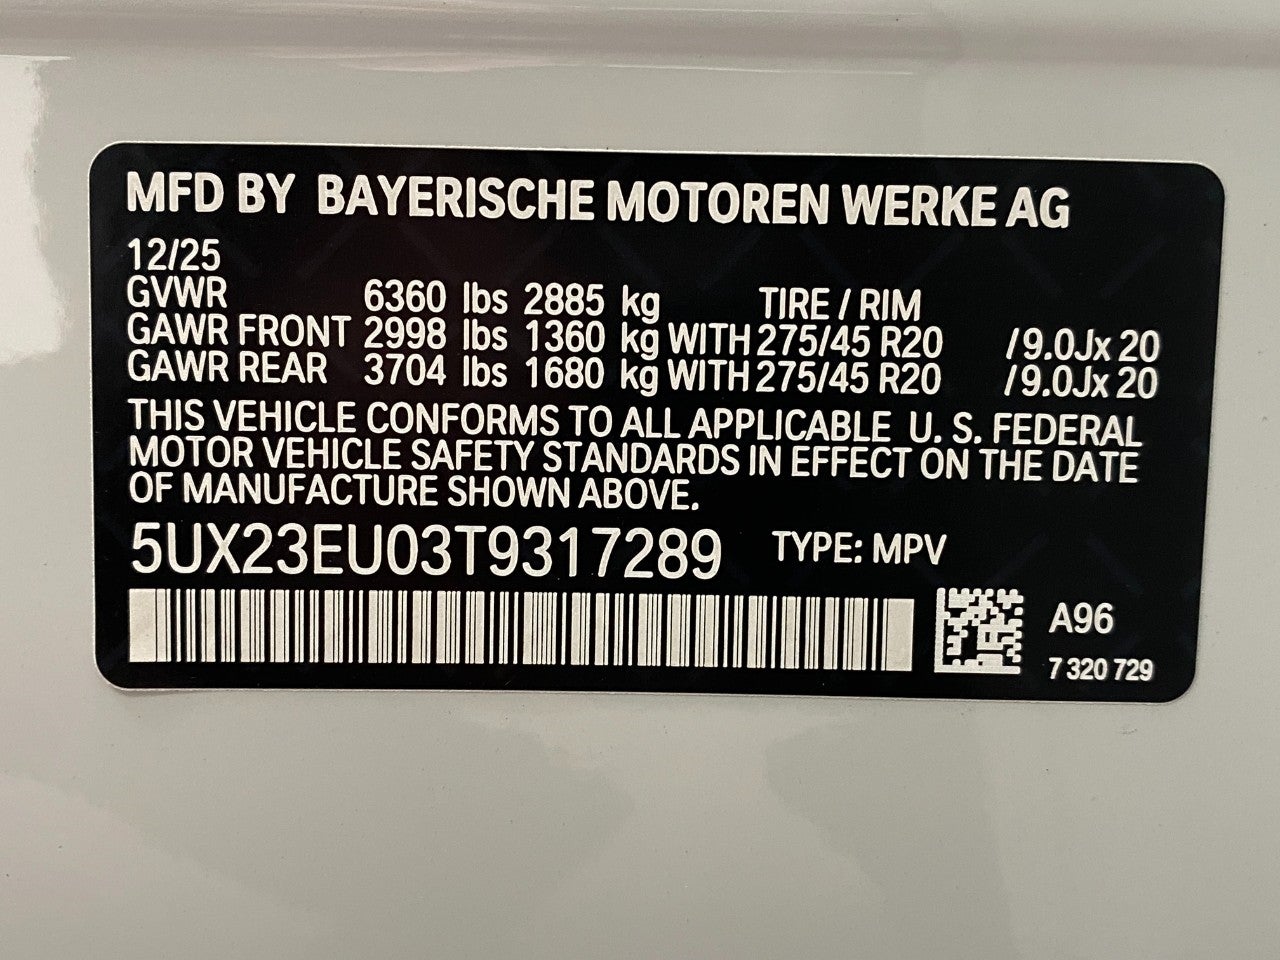 MFD BY BAYERISCHE MOTOREN WERKE AG
12/25
GVWR 6360 lbs 2885 kg TIRE / RIM
GAWR FRONT 2998 lbs 1360 kg WITH 275/45 R20 /9.0Jx 20
GAWR REAR 3704 lbs 1680 kg WITH 275/45 R20 /9.0Jx 20
THIS VEHICLE CONFORMS TO ALL APPLICABLE U. S. FEDERAL
MOTOR VEHICLE SAFETY STANDARDS IN EFFECT ON THE DATE
OF MANUFACTURE SHOWN ABOVE.
5UX23EU03T9317289 TYPE: MPV
A96
7 320 729